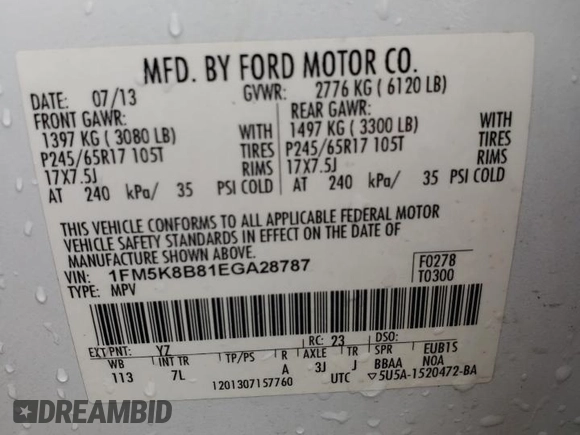 MFD. BY FORD MOTOR CO.
DATE: 07/13 GVWR: 2776 KG ( 6120 LB)
FRONT GAWR: REAR GAWR:
1397 KG ( 3080 LB) WITH 1497 KG ( 3300 LB) WITH
P245/65R17 105T TIRES P245/65R17 105T TIRES
17X7.5J RIMS 17X7.5J RIMS
AT 240 kPa/ 35 PSI COLD AT 240 kPa/ 35 PSI COLD
THIS VEHICLE CONFORMS TO ALL APPLICABLE FEDERAL MOTOR
VEHICLE SAFETY STANDARDS IN EFFECT ON THE DATE OF
MANUFACTURE SHOWN ABOVE.
VIN: 1FM5K8B81EGA28787 F0278
TYPE: MPV T0300
EXT PNT: YZ RC: 23 DSO:
WB INT TR TP/PS R AXLE TR SPR EUB1S
113 7L A 3J J BBAA N0A
1201307157760 UTC ▽5U5A-1520472-BA
DREAMBID